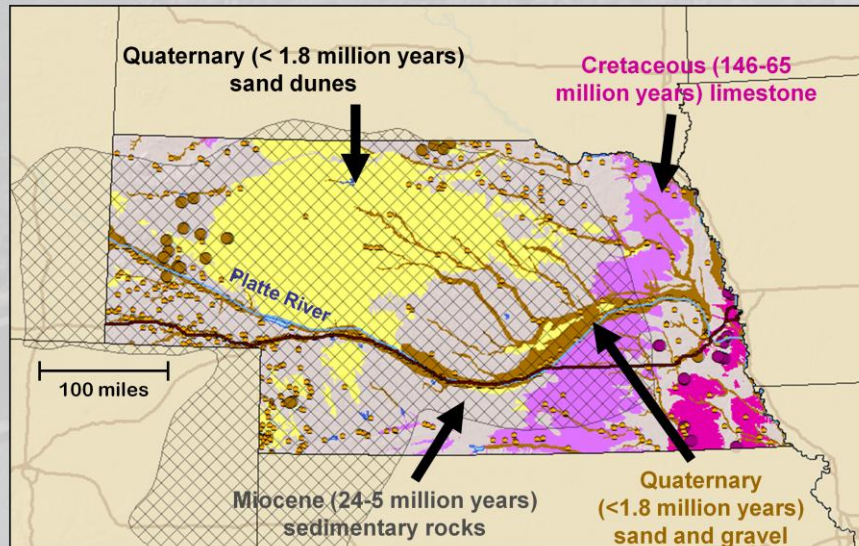 Quaternary (< 1.8 million years)
sand dunes
Cretaceous (146-65
million years) limestone
Platte River
100 miles
Miocene (24-5 million years)
sedimentary rocks
Quaternary
(<1.8 million years)
sand and gravel